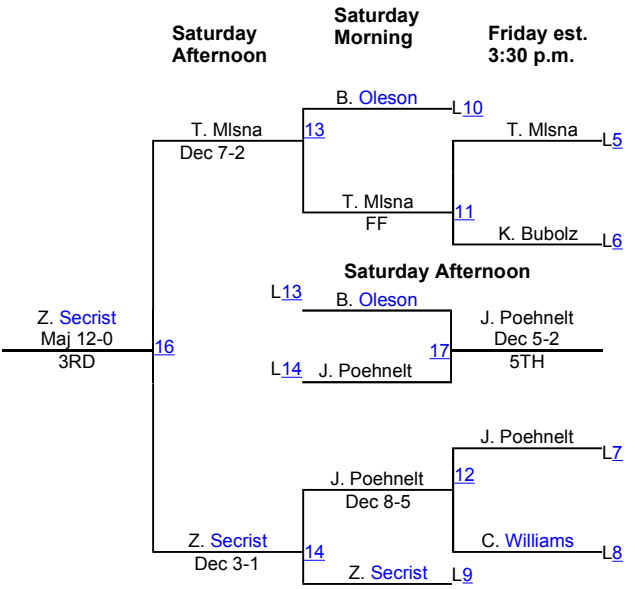 Saturday
Afternoon
Saturday
Morning
Friday est.
3:30 p.m.
B. Oleson
L10
T. Mlsna
13
Dec 7-2
T. Mlsna
L5
T. Mlsna
FF
11
K. Bubolz
L6
Saturday Afternoon
L13
B. Oleson
Z. Secrist
Maj 12-0
3RD
16
J. Poehnelt
Dec 5-2
5TH
17
L14
J. Poehnelt
J. Poehnelt
L7
J. Poehnelt
Dec 8-5
12
Z. Secrist
Dec 3-1
14
C. Williams
L8
Z. Secrist
L9